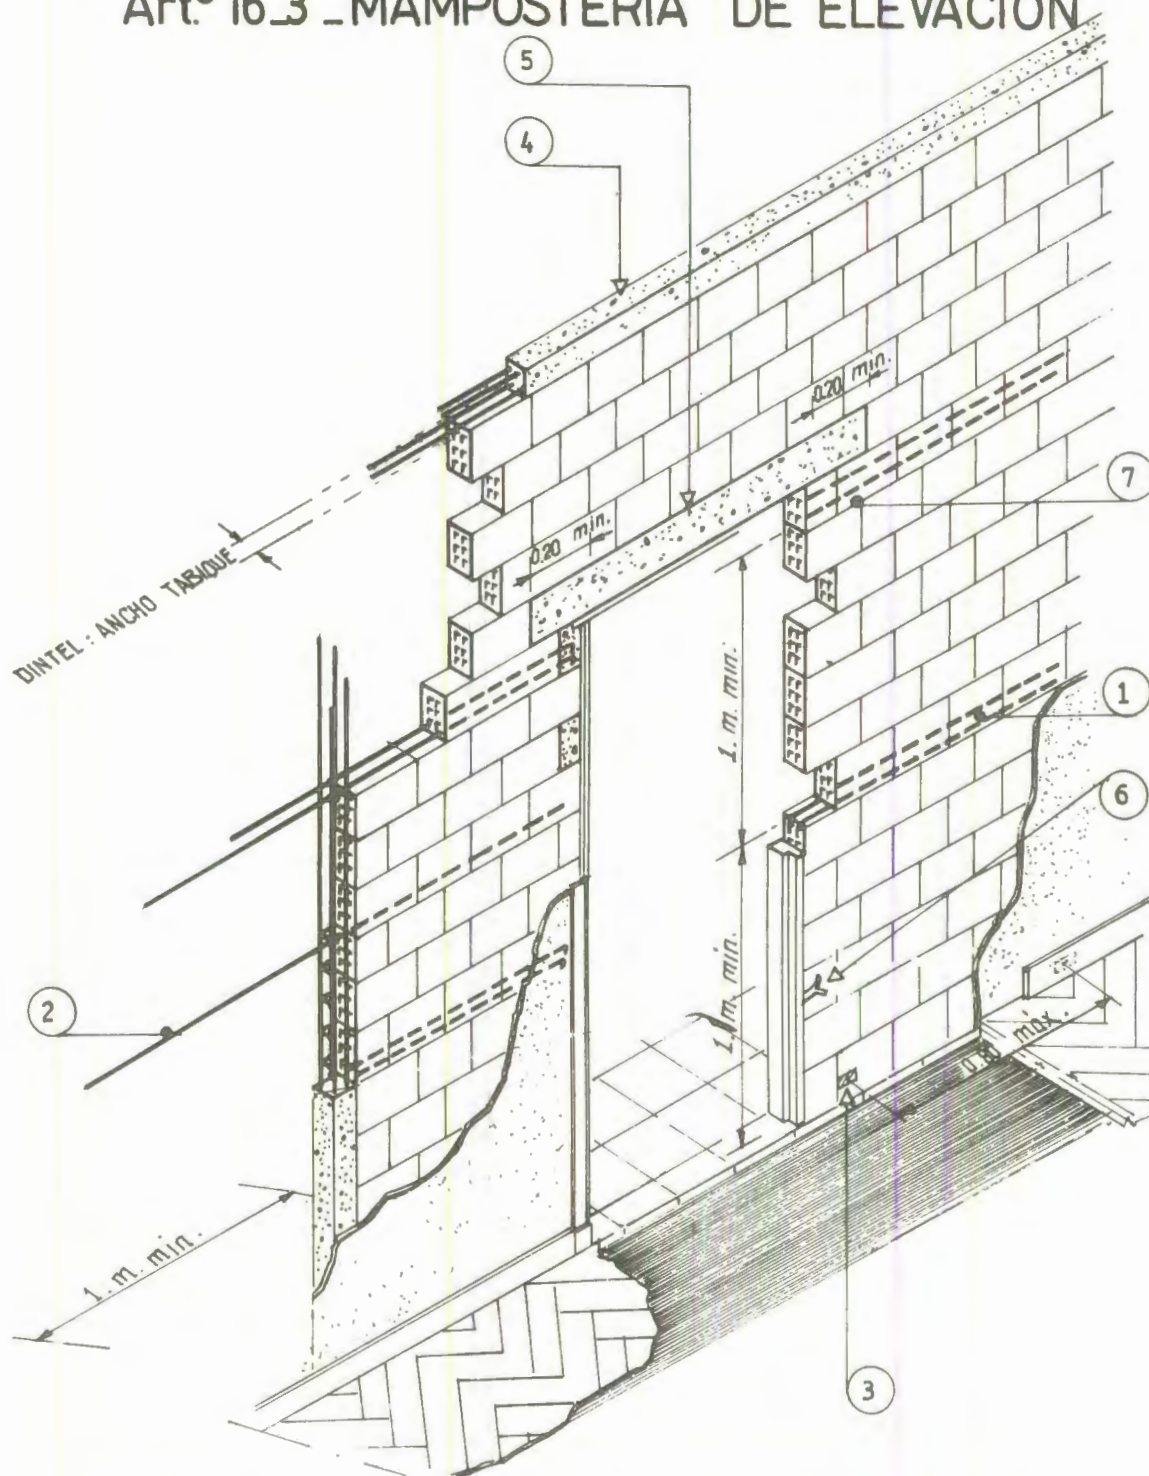 Art.º 16_3 _ MAMPOSTERIA DE ELEVACION
5
4
0.20 min.
7
0.20 min.
DINTEL : ANCHO TABIQUE
1. m. min.
1
6
1. m. min.
2
max.
1. m. min.
3